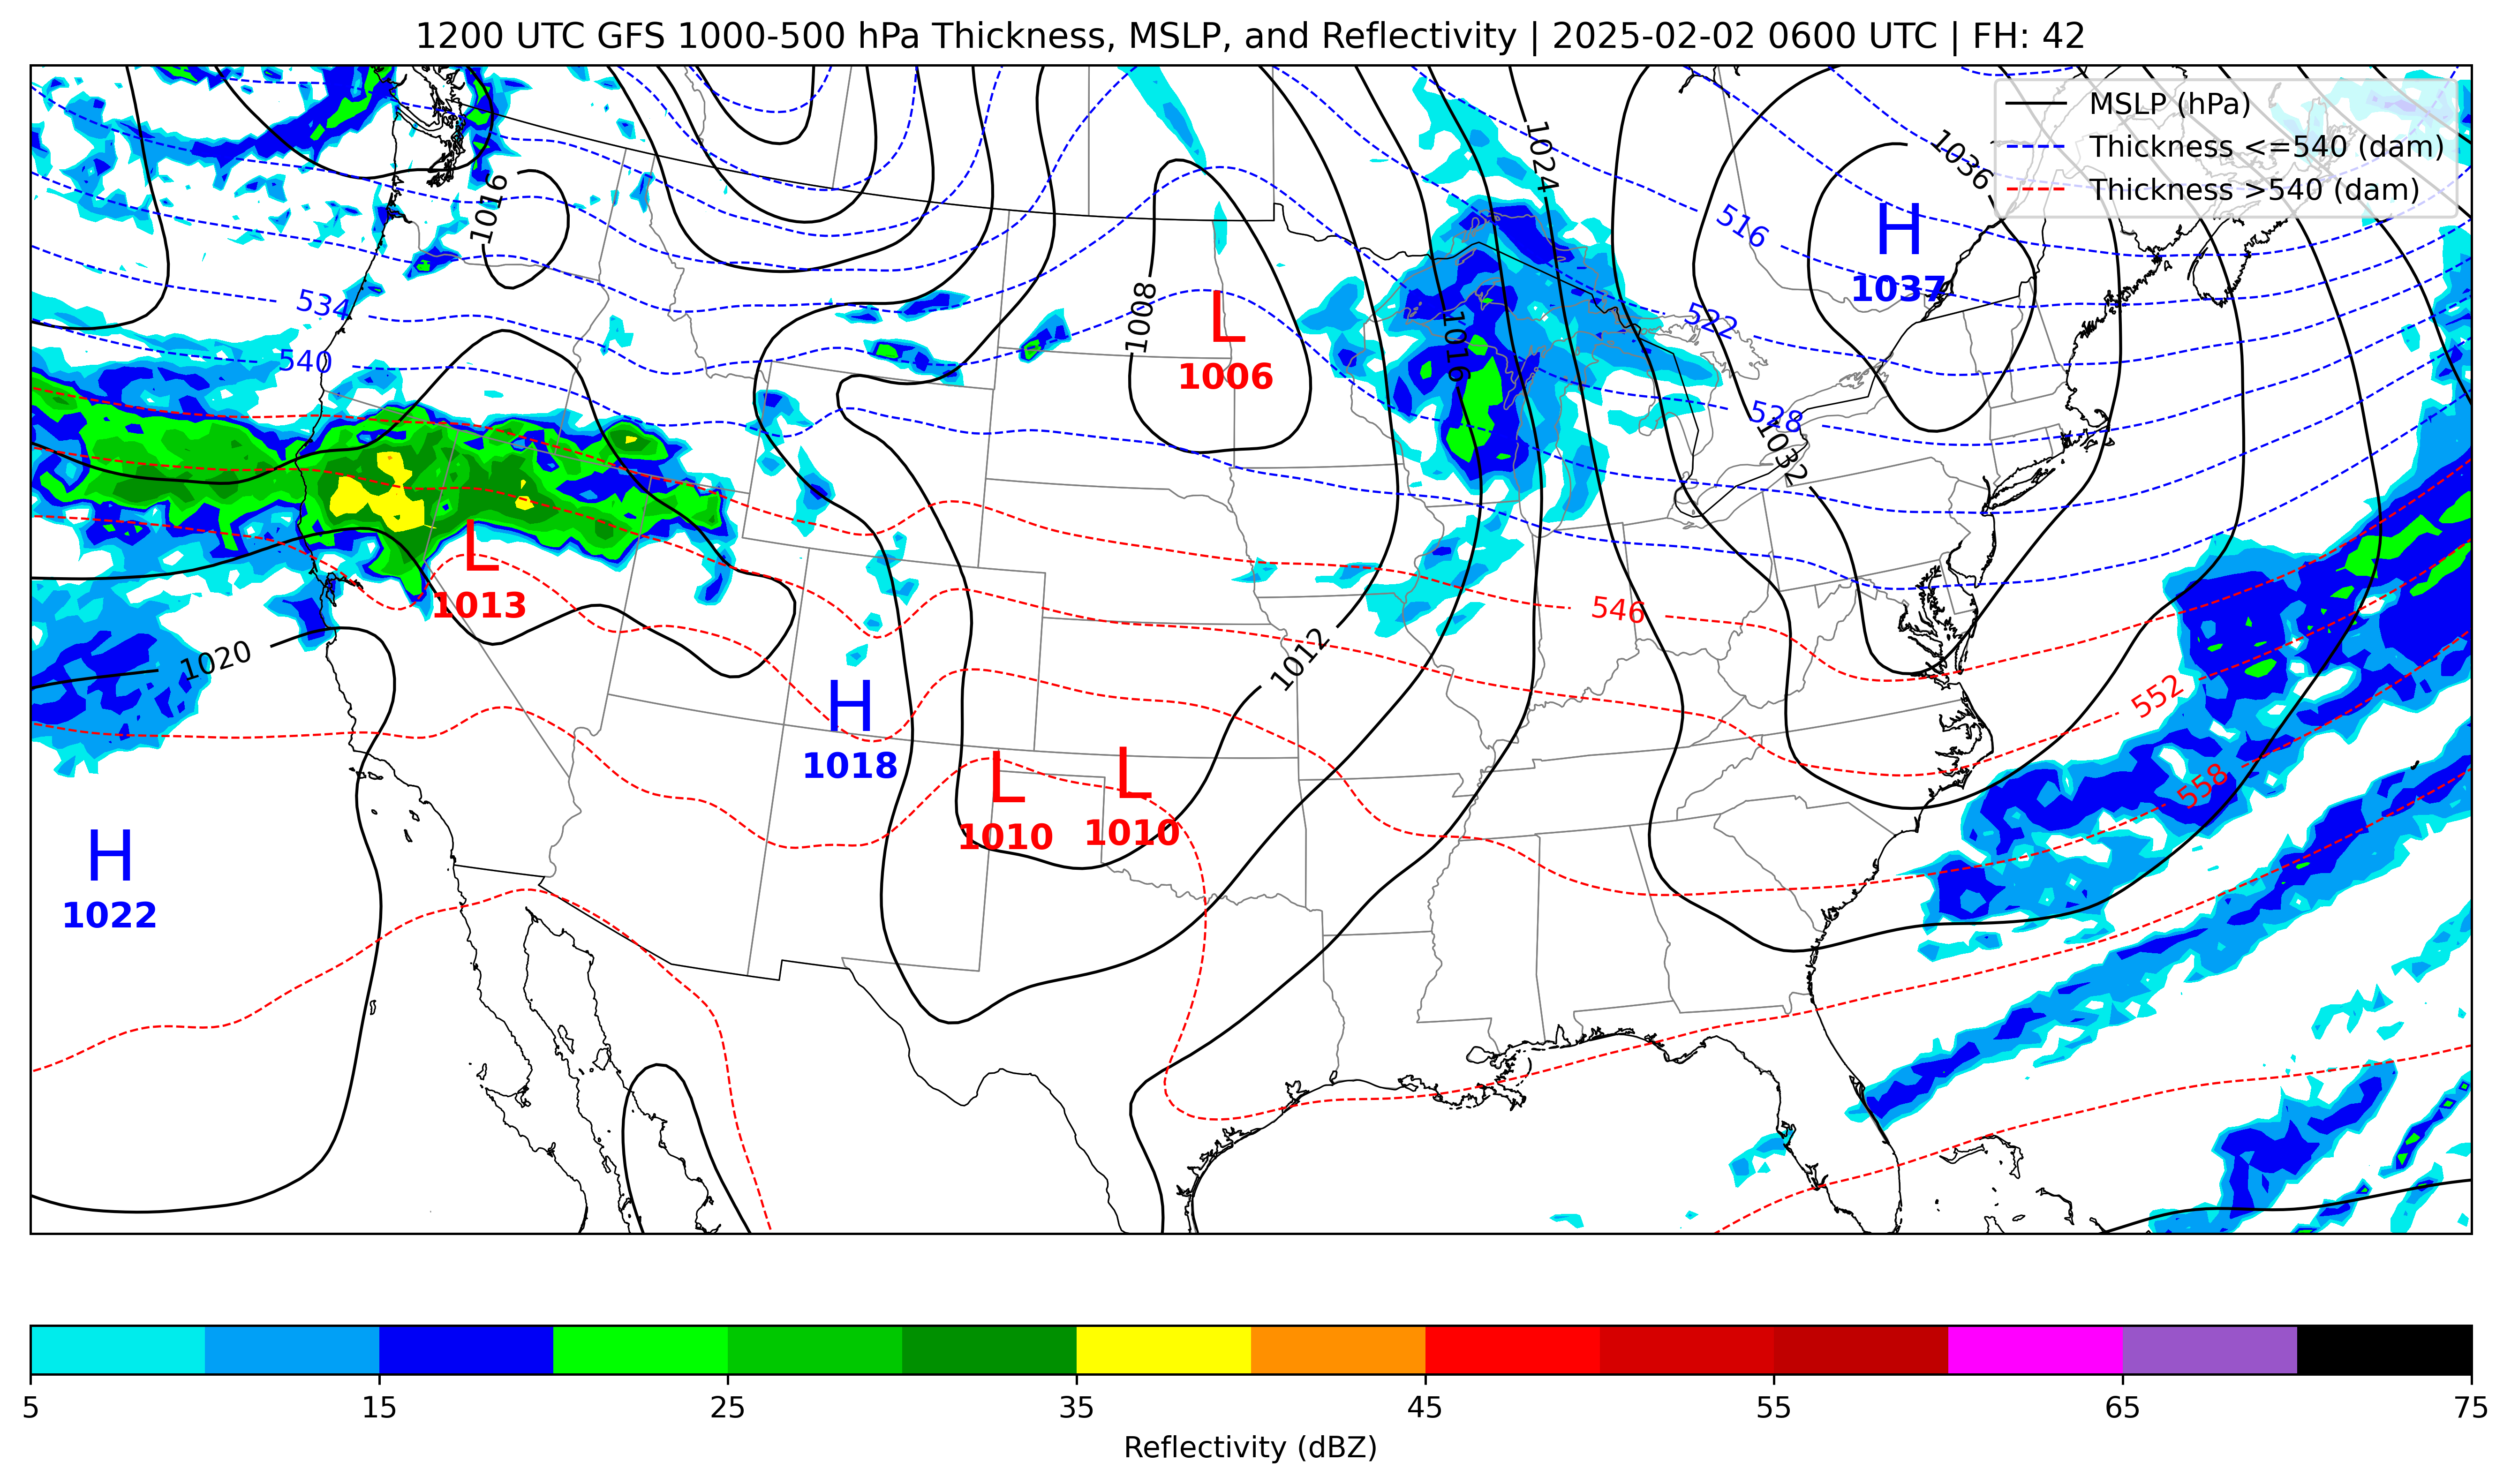 1200 UTC GFS 1000-500 hPa Thickness, MSLP, and Reflectivity | 2025-02-02 0600 UTC | FH: 42
MSLP (hPa)
Thickness <=540 (dam)
Thickness >540 (dam)
1024
1036
1016
516
H
1037
534
1008
L
1006
522
1016
540
528
1032
L
1013
546
1020
1012
552
H
1018
L
1010
L
1010
558
H
1022
5 15 25 35 45 55 65 75
Reflectivity (dBZ)